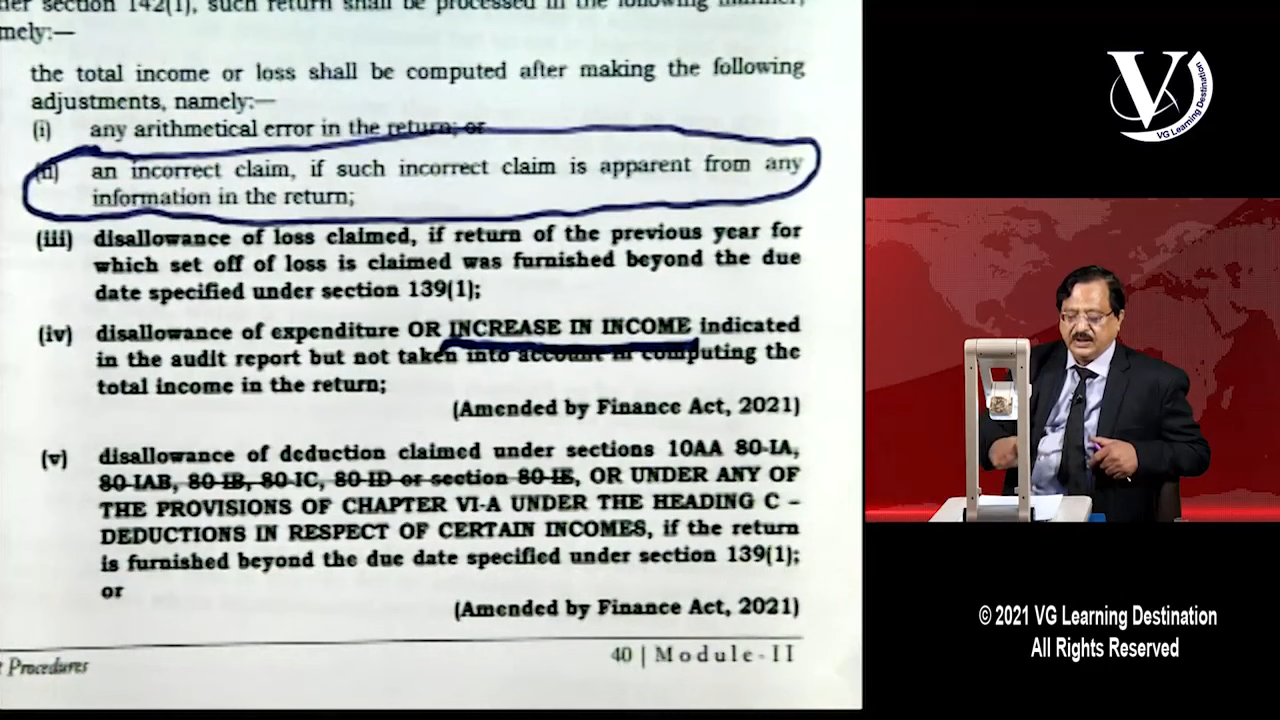 der section 142(1), such return shall be processed in the following manner,
mely:—
the total income or loss shall be computed after making the following
adjustments, namely:—
(i) any arithmetical error in the return; or
(ii) an incorrect claim, if such incorrect claim is apparent from any
information in the return;
(iii) disallowance of loss claimed, if return of the previous year for
which set off of loss is claimed was furnished beyond the due
date specified under section 139(1);
(iv) disallowance of expenditure OR INCREASE IN INCOME indicated
in the audit report but not taken into account in computing the
total income in the return;
(Amended by Finance Act, 2021)
(v) disallowance of deduction claimed under sections 10AA 80-IA,
80-IAB, 80-IB, 80-IC, 80-ID or section 80-IE, OR UNDER ANY OF
THE PROVISIONS OF CHAPTER VI-A UNDER THE HEADING C –
DEDUCTIONS IN RESPECT OF CERTAIN INCOMES, if the return
is furnished beyond the due date specified under section 139(1);
or
(Amended by Finance Act, 2021)
t Procedures
40 | Module-II
V
VG Learning Destination
© 2021 VG Learning Destination
All Rights Reserved